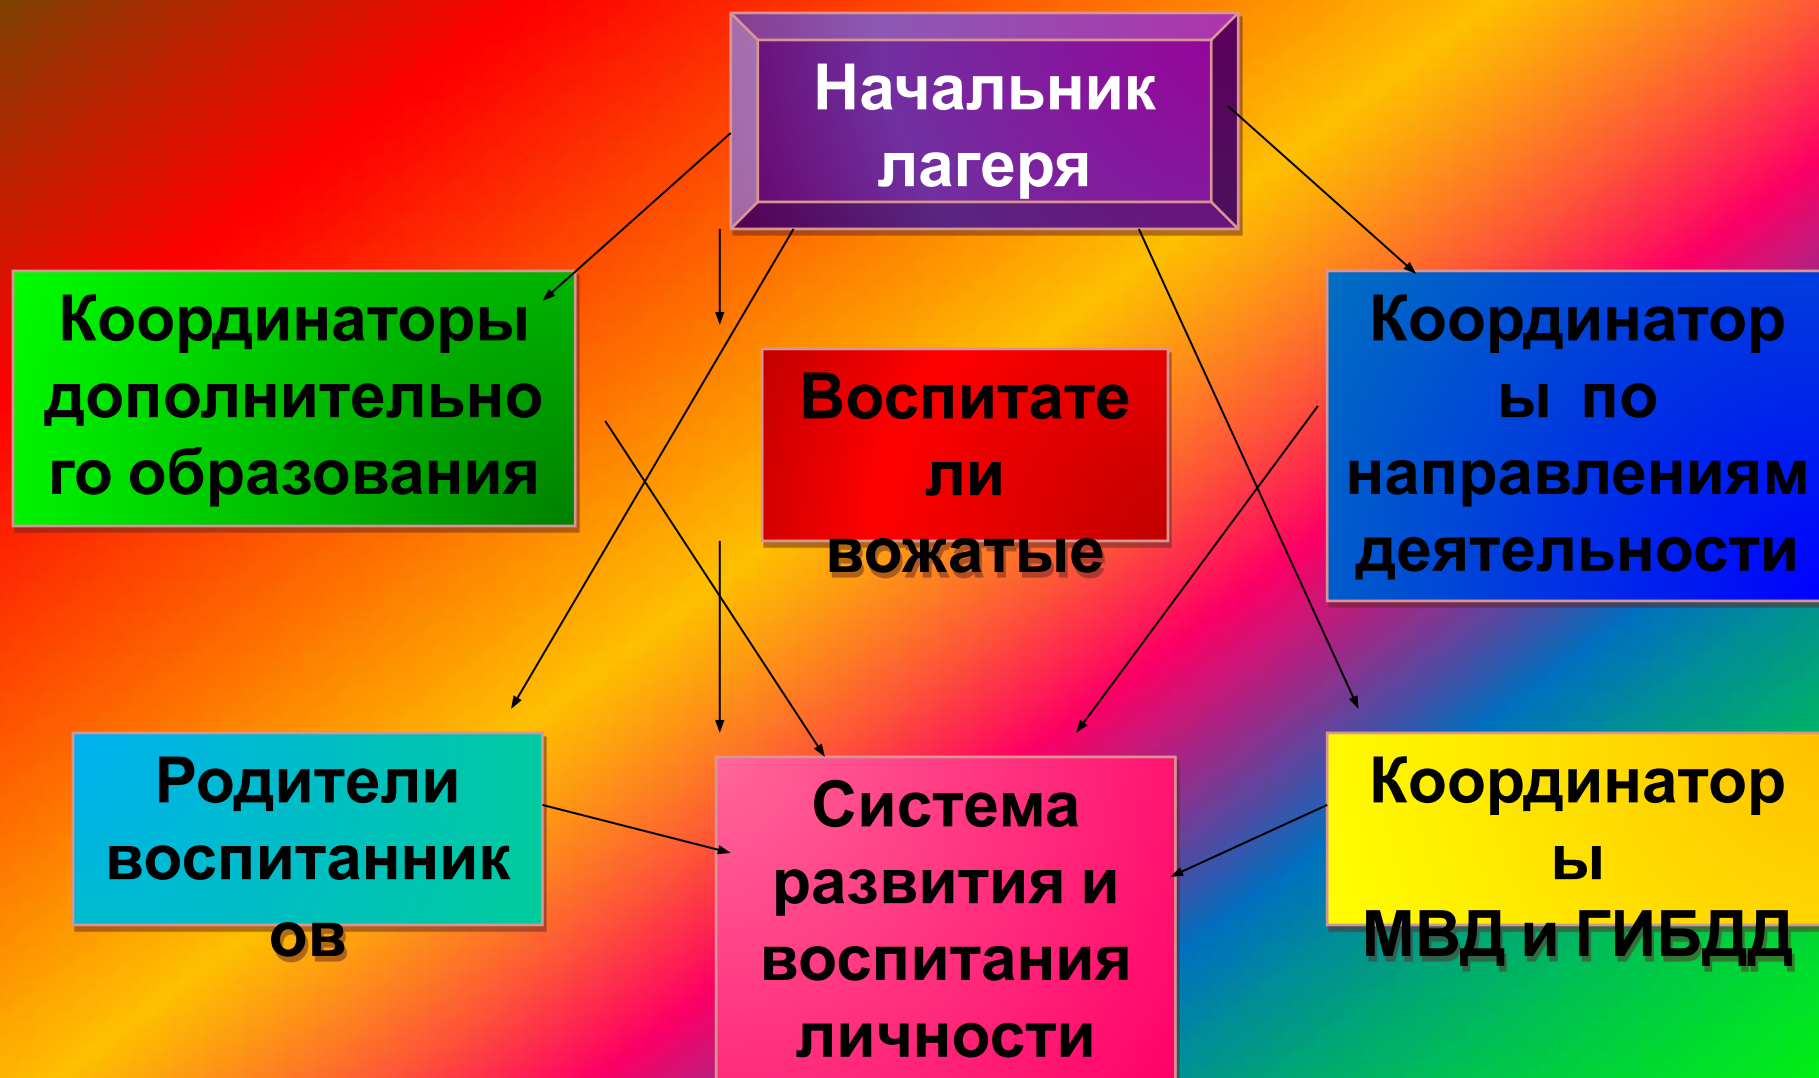 Начальник
лагеря
Координаторы
дополнительно
го образования
Воспитате
ли
вожатые
Координатор
ы по
направлениям
деятельности
Родители
воспитанник
ов
Система
развития и
воспитания
личности
Координатор
ы
МВД и ГИБДД